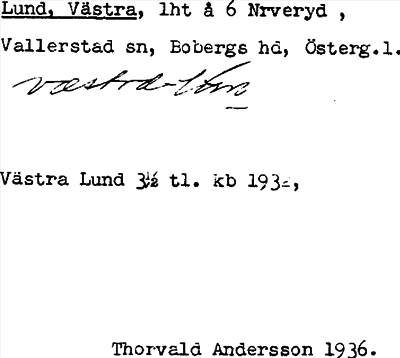 Lund, Västra, lht å 6 Nrveryd ,
Vallerstad sn, Bobergs hd, Österg.l.
Västra Lund 3½ tl. kb 193
Thorvald Andersson 1936.